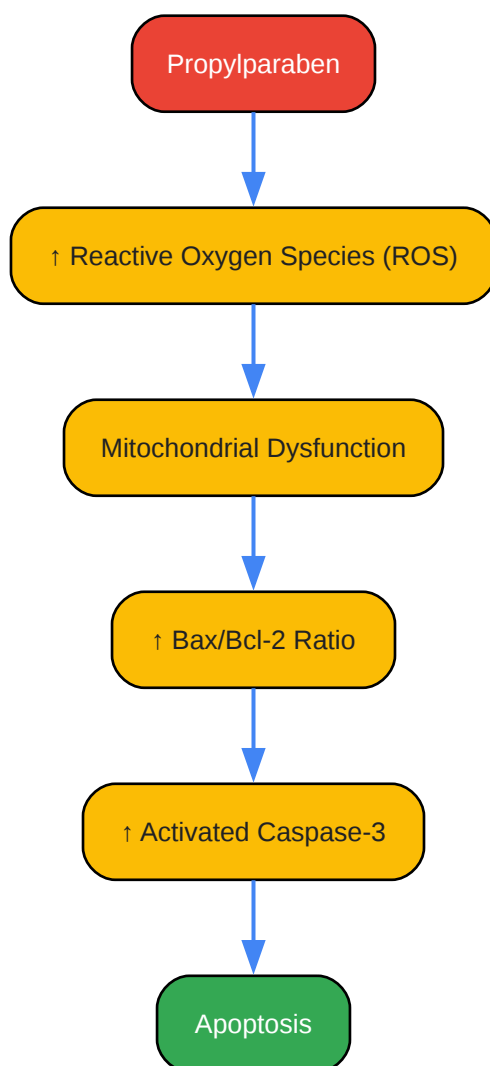 Propylparaben
↑ Reactive Oxygen Species (ROS)
Mitochondrial Dysfunction
↑ Bax/Bcl-2 Ratio
↑ Activated Caspase-3
Apoptosis